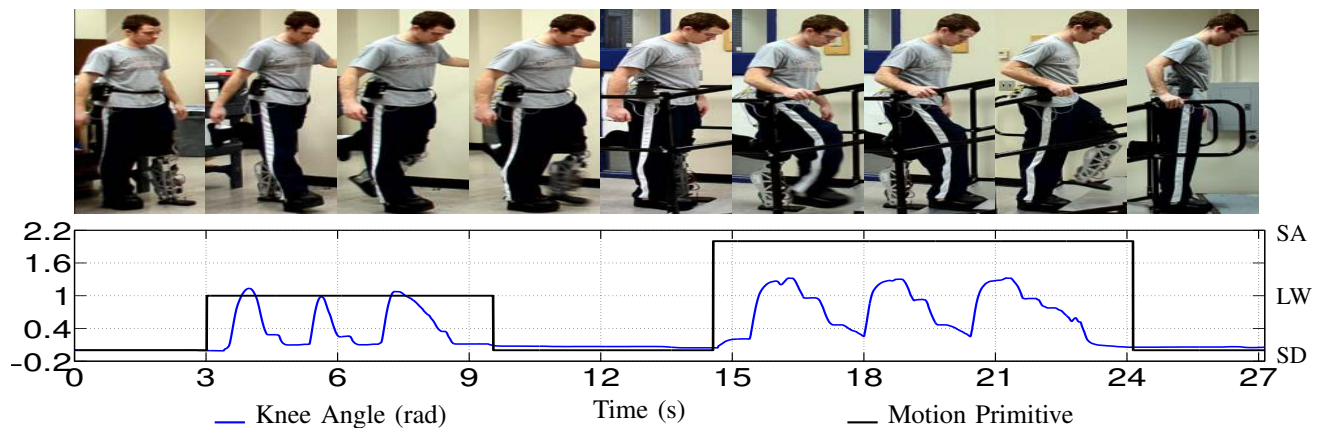 2.2 SA
1.6
1 LW
0.4
-0.2 SD
0 3 6 9 12 15 18 21 24 27
Knee Angle (rad) Time (s) Motion Primitive